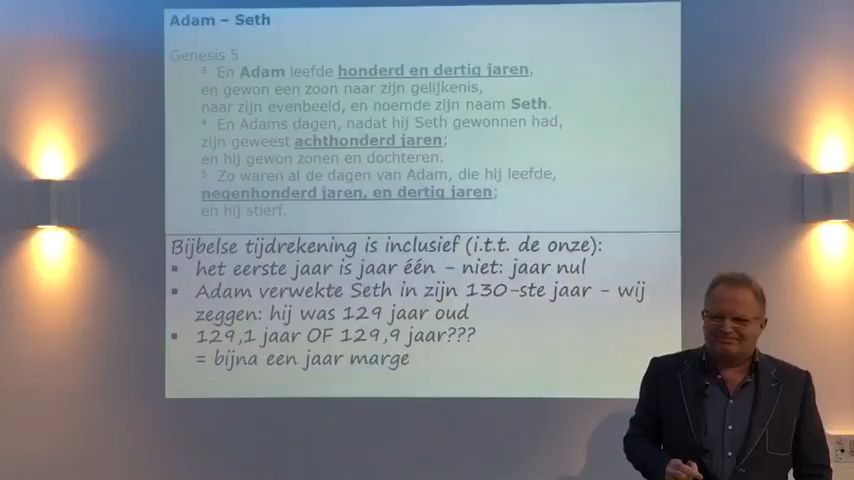 Adam – Seth
Genesis 5
3 En Adam leefde honderd en dertig jaren,
en gewon een zoon naar zijn gelijkenis,
naar zijn evenbeeld, en noemde zijn naam Seth.
4 En Adams dagen, nadat hij Seth gewonnen had,
zijn geweest achthonderd jaren;
en hij gewon zonen en dochteren.
5 Zo waren al de dagen van Adam, die hij leefde,
negenhonderd jaren, en dertig jaren;
en hij stierf.
Bijbelse tijdrekening is inclusief (i.t.t. de onze):
▪ het eerste jaar is jaar één – niet: jaar nul
▪ Adam verwekte Seth in zijn 130-ste jaar – wij
zeggen: hij was 129 jaar oud
▪ 129,1 jaar OF 129,9 jaar???
= bijna een jaar marge